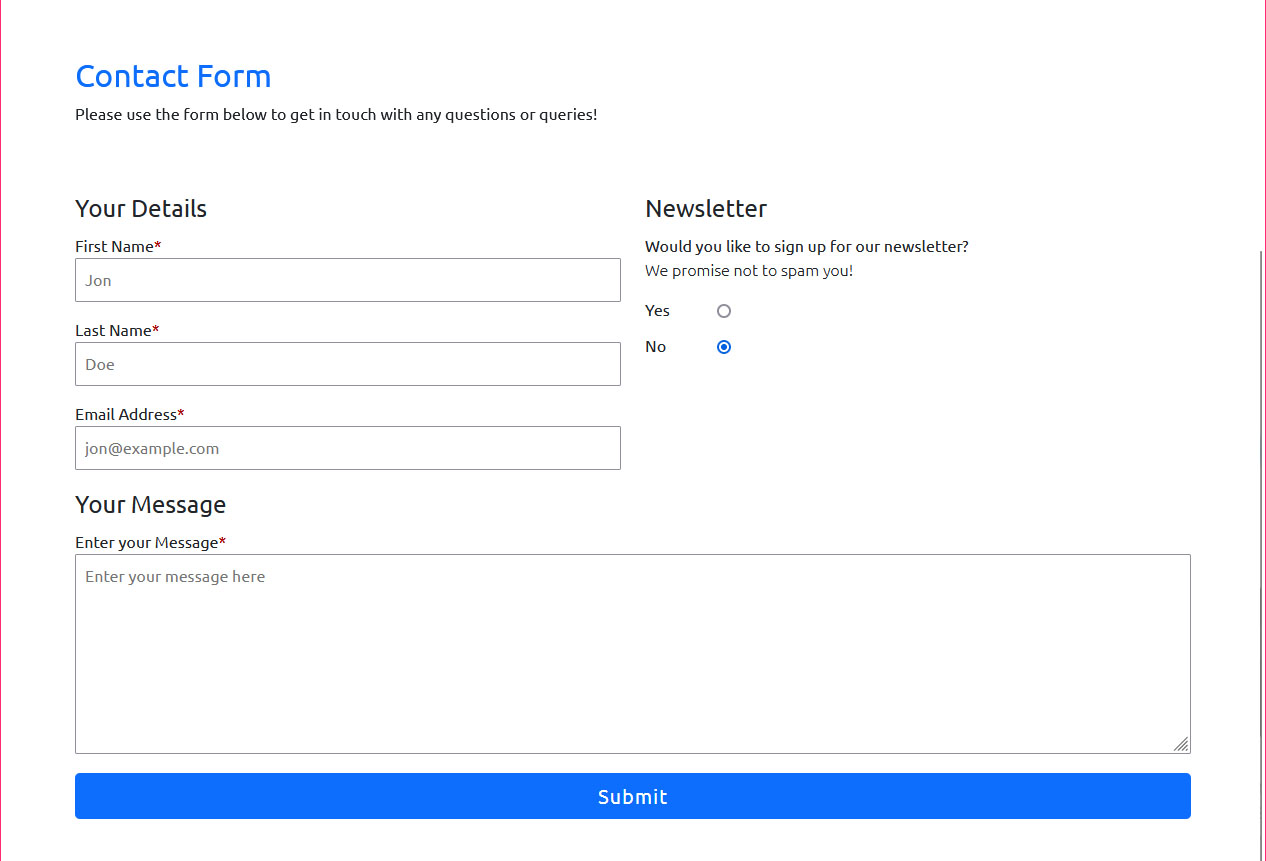 Contact Form
Please use the form below to get in touch with any questions or queries!
Your Details
First Name*
Jon
Last Name*
Doe
Email Address*
jon@example.com
Newsletter
Would you like to sign up for our newsletter?
We promise not to spam you!
Yes
No
Your Message
Enter your Message*
Enter your message here
Submit